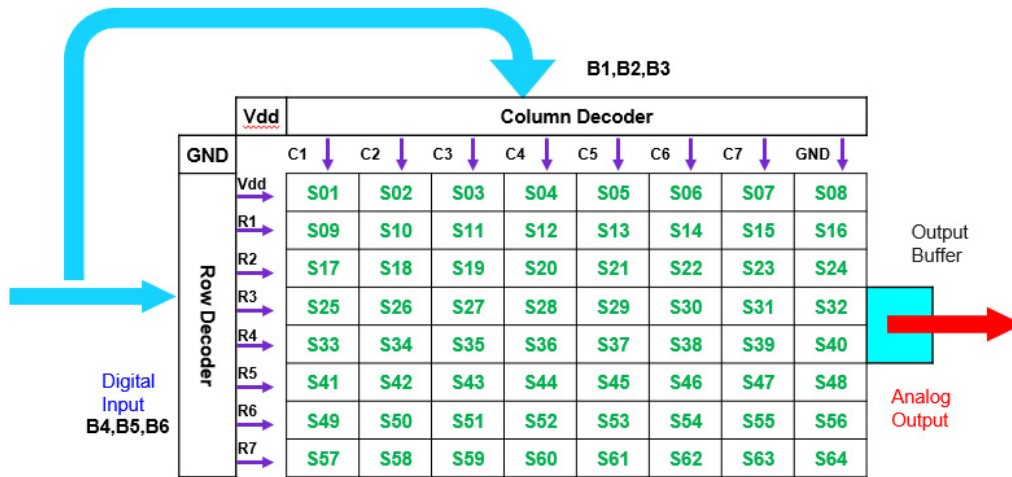 B1,B2,B3
Vdd
Column Decoder
GND
C1 C2 C3 C4 C5 C6 C7 GND
Vdd
S01 S02 S03 S04 S05 S06 S07 S08
R1
S09 S10 S11 S12 S13 S14 S15 S16
R2
S17 S18 S19 S20 S21 S22 S23 S24
R3
S25 S26 S27 S28 S29 S30 S31 S32
R4
S33 S34 S35 S36 S37 S38 S39 S40
R5
S41 S42 S43 S44 S45 S46 S47 S48
R6
S49 S50 S51 S52 S53 S54 S55 S56
R7
S57 S58 S59 S60 S61 S62 S63 S64
Row Decoder
Digital
Input
B4,B5,B6
Output
Buffer
Analog
Output